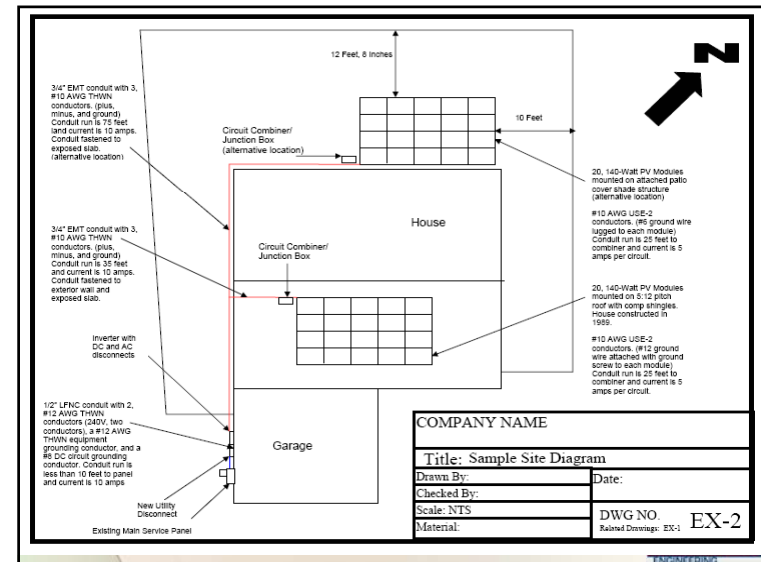 12 Feet, 8 Inches
N
3/4" EMT conduit with 3,
#10 AWG THWN
conductors. (plus,
minus, and ground)
Conduit run is 75 feet
land current is 10 amps.
Conduit fastened to
exposed slab.
(alternative location)
Circuit Combiner/
Junction Box
(alternative location)
10 Feet
20, 140-Watt PV Modules
mounted on attached patio
cover shade structure
(alternative location)
#10 AWG USE-2
conductors. (#6 ground wire
lugged to each module)
Conduit run is 25 feet to
combiner and current is 5
amps per circuit.
House
3/4" EMT conduit with 3,
#10 AWG THWN
conductors. (plus,
minus, and ground)
Conduit run is 35 feet
and current is 10 amps.
Conduit fastened to
exterior wall and
exposed slab.
Circuit Combiner/
Junction Box
20, 140-Watt PV Modules
mounted on 5:12 pitch
roof with comp shingles.
House constructed in
1989.
#10 AWG USE-2
conductors. (#12 ground
wire attached with ground
screw to each module)
Conduit run is 25 feet to
combiner and current is 5
amps per circuit.
Inverter with
DC and AC
disconnects
1/2" LFNC conduit with 2,
#12 AWG THWN
conductors (240V, two
conductors), a #12 AWG
THWN equipment
grounding conductor, and a
#8 DC circuit grounding
conductor. Conduit run is
less than 10 feet to panel
and current is 10 amps
Garage
New Utility
Disconnect
Existing Main Service Panel
COMPANY NAME
Title: Sample Site Diagram
Drawn By:
Date:
Checked By:
Scale: NTS
Material:
DWG NO.
Related Drawings: EX-1
EX-2
ENGINEERING